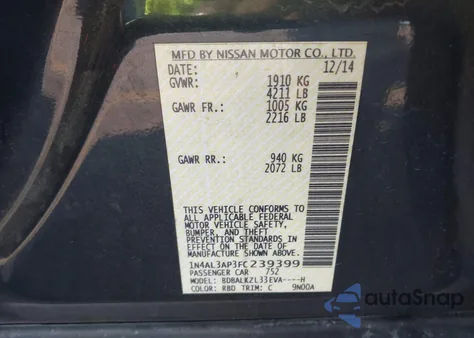 MFD BY NISSAN MOTOR CO., LTD.
DATE: 12/14
GVWR: 1910 KG
4211 LB
GAWR FR.: 1005 KG
2216 LB
GAWR RR.: 940 KG
2072 LB
THIS VEHICLE CONFORMS TO
ALL APPLICABLE FEDERAL
MOTOR VEHICLE SAFETY,
BUMPER, AND THEFT
PREVENTION STANDARDS
IN EFFECT ON THE DATE OF
MANUFACTURE SHOWN ABOVE.
1N4AL3AP3FC239399
PASSENGER CAR 752
MODEL: BDBALKZL33EVA----H
COLOR: RBD TRIM: C 9N00A
autoSnap